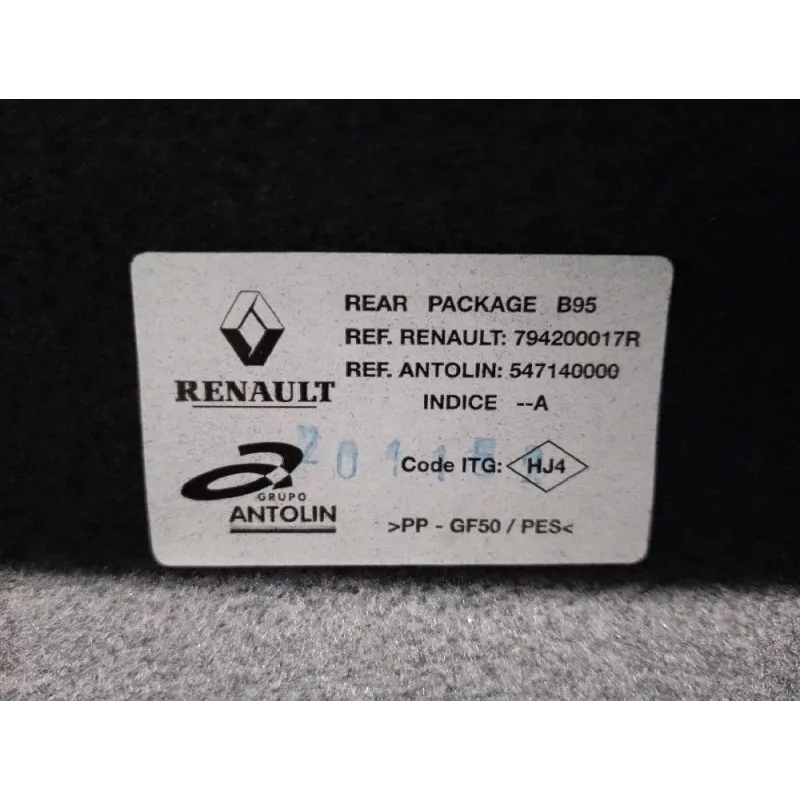 REAR PACKAGE B95
REF. RENAULT: 794200017R
REF. ANTOLIN: 547140000
INDICE --A
RENAULT
Code ITG: HJ4
GRUPO
ANTOLIN
>PP - GF50 / PES<